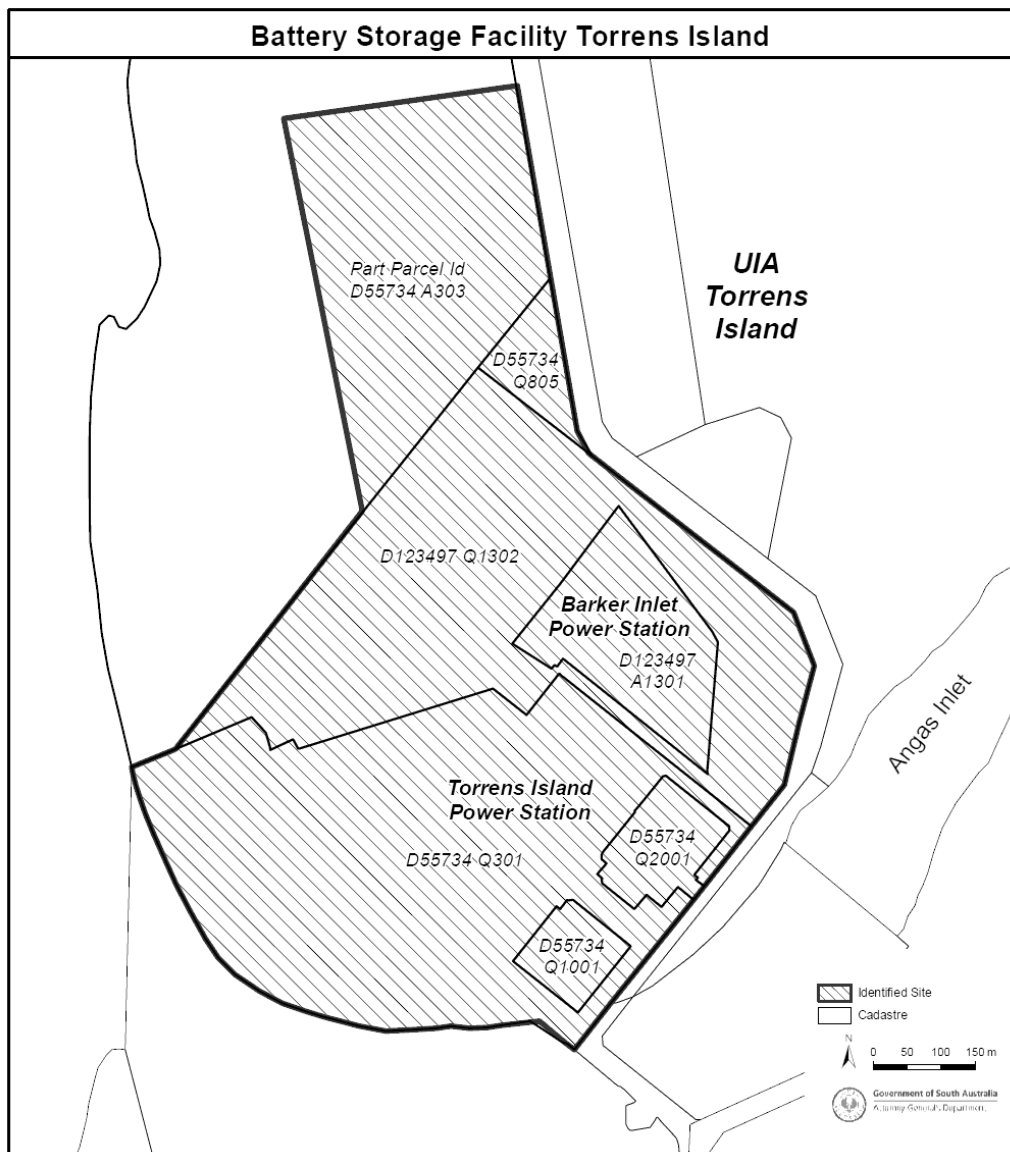 Battery Storage Facility Torrens Island
Part Parcel Id
D55734 A303
UIA
Torrens
Island
D55734
Q805
D123497 Q1302
Barker Inlet
Power Station
D123497
A1301
Angas Inlet
Torrens Island
Power Station
D55734 Q301
D55734
Q2001
D55734
Q1001
Identified Site
Cadastre
N
0 50 100 150 m
Government of South Australia
Attorney-General's Department